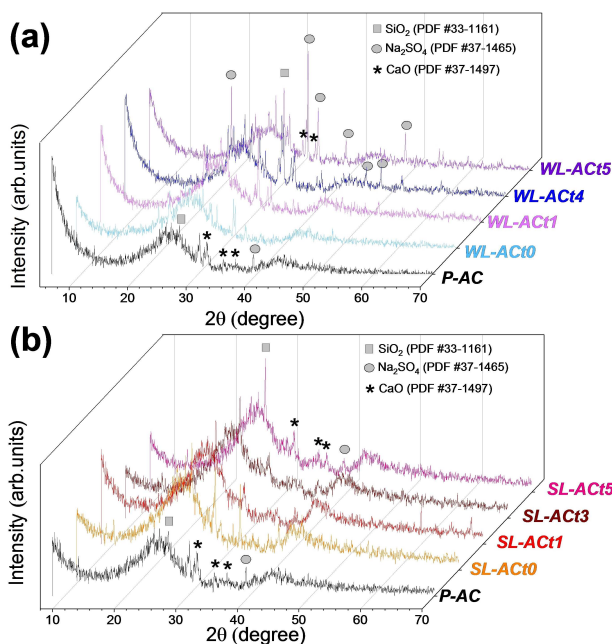 (a)
SiO₂ (PDF #33-1161)
Na₂SO₄ (PDF #37-1465)
* CaO (PDF #37-1497)
* *
WL-ACt5
WL-ACt4
WL-ACt1
WL-ACt0
P-AC
*
* *
Intensity (arb.units)
10 20 30 40 50 60 70
2θ (degree)
(b)
SiO₂ (PDF #33-1161)
Na₂SO₄ (PDF #37-1465)
* CaO (PDF #37-1497)
*
* *
SL-ACt5
SL-ACt3
SL-ACt1
SL-ACt0
P-AC
*
* *
Intensity (arb.units)
10 20 30 40 50 60 70
2θ (degree)